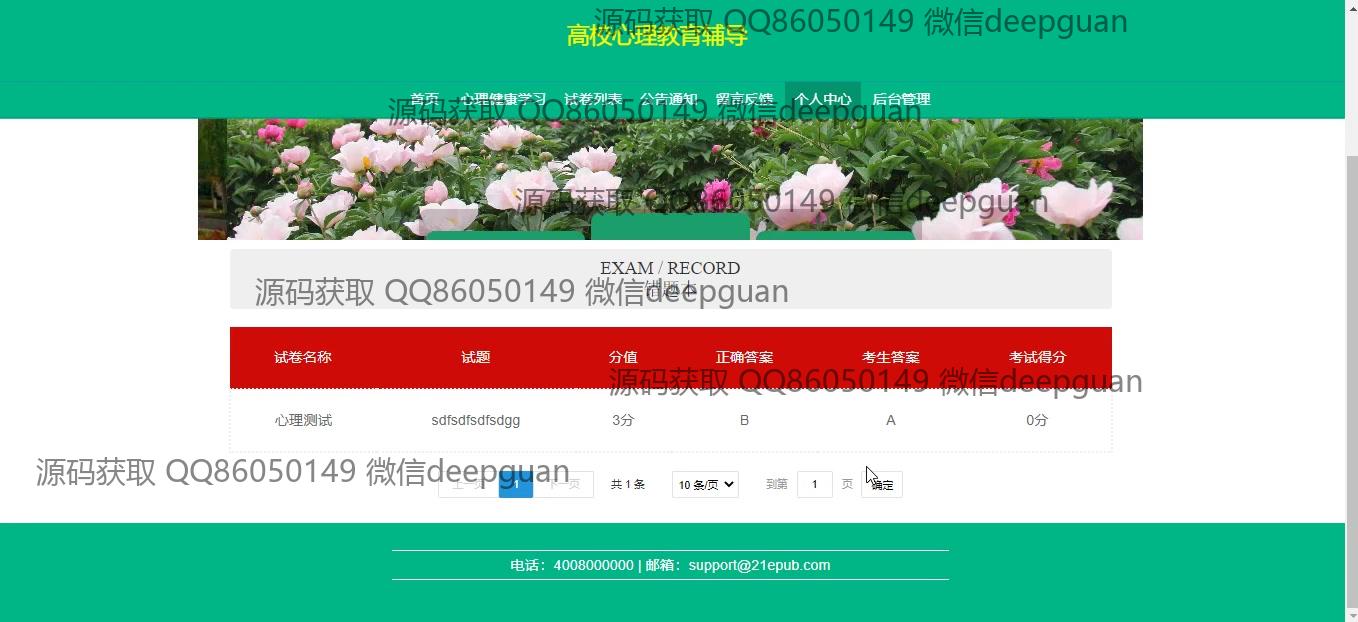 源码获取 QQ86050149 微信deepguan
高校心理教育辅导
首页 心理健康学习 试卷列表 公告通知 留言反馈 个人中心 后台管理
源码获取 QQ86050149 微信deepguan
源码获取 QQ86050149 微信deepguan
EXAM / RECORD
错题本
源码获取 QQ86050149 微信deepguan
试卷名称 试题 分值 正确答案 考生答案 考试得分
源码获取 QQ86050149 微信deepguan
心理测试 sdfsdfsdfsdgg 3分 B A 0分
源码获取 QQ86050149 微信deepguan
上一页 1 下一页 共 1 条 10 条/页 到第 1 页 确定
电话：4008000000 | 邮箱：support@21epub.com